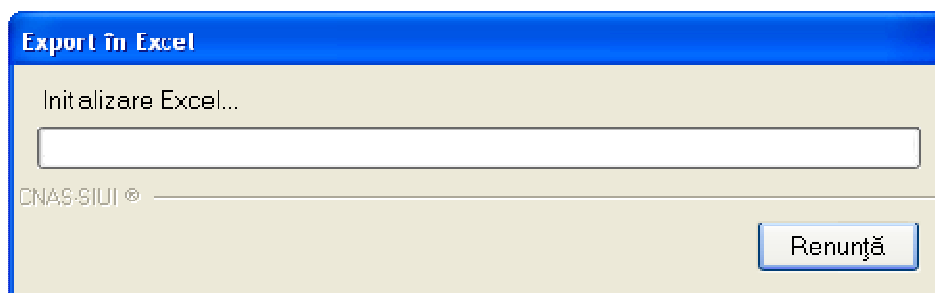 Export în Excel
Initalizare Excel...
CNAS-SIUI ®
Renunţă